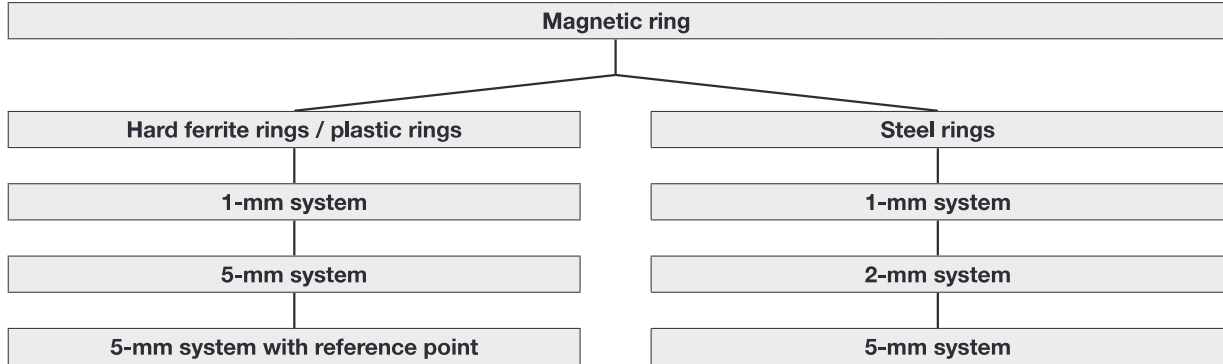 Magnetic ring
Hard ferrite rings / plastic rings
1-mm system
5-mm system
5-mm system with reference point
Steel rings
1-mm system
2-mm system
5-mm system